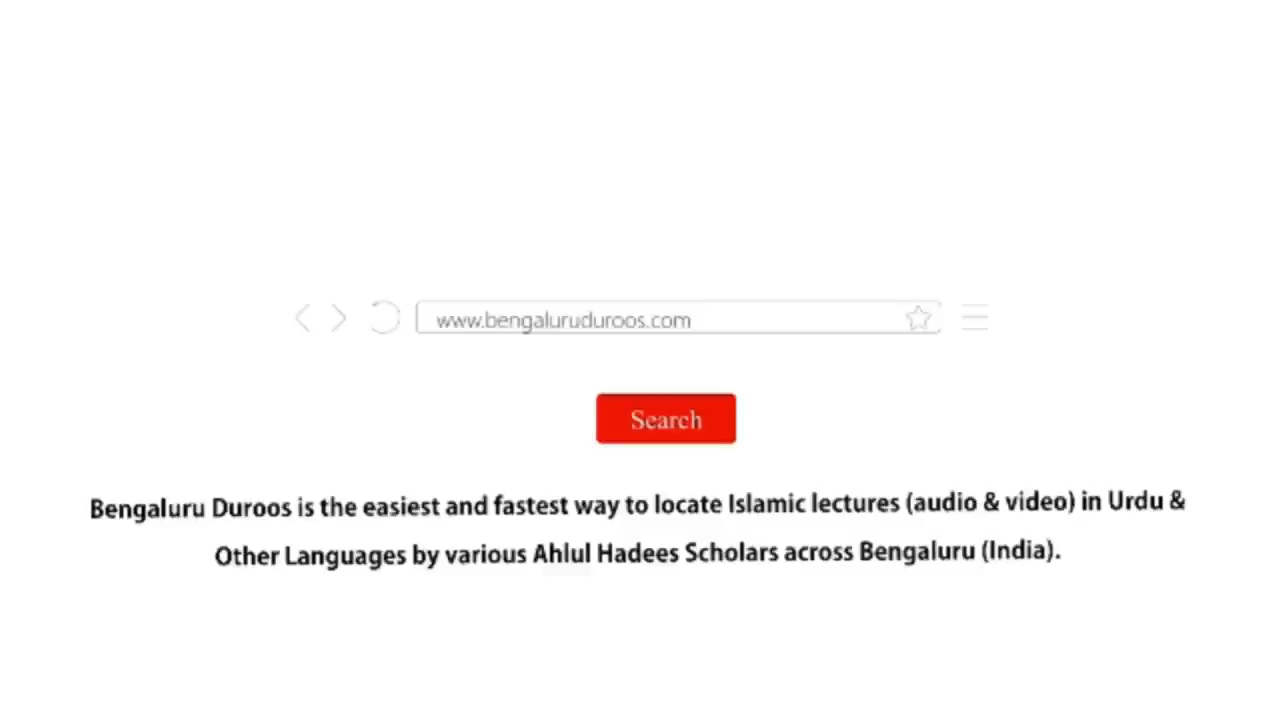 www.bengaluruduroos.com
Search
Bengaluru Duroos is the easiest and fastest way to locate Islamic lectures (audio & video) in Urdu &
Other Languages by various Ahlul Hadees Scholars across Bengaluru (India).